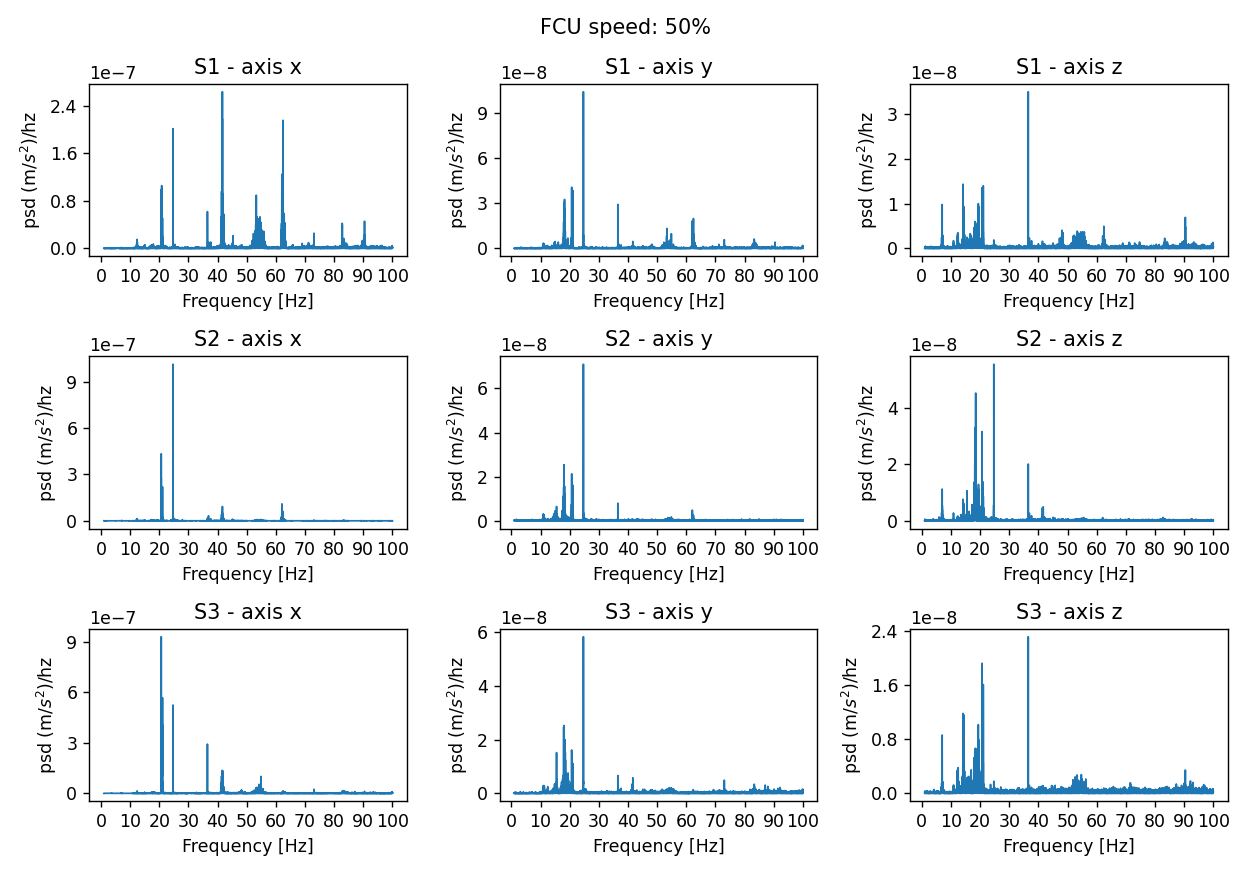 FCU speed: 50%
S1 - axis x
1e−7
psd (m/s²)/hz
2.4
1.6
0.8
0.0
0 10 20 30 40 50 60 70 80 90 100
Frequency [Hz]
S1 - axis y
1e−8
psd (m/s²)/hz
9
6
3
0
0 10 20 30 40 50 60 70 80 90 100
Frequency [Hz]
S1 - axis z
1e−8
psd (m/s²)/hz
3
2
1
0
0 10 20 30 40 50 60 70 80 90 100
Frequency [Hz]
S2 - axis x
1e−7
psd (m/s²)/hz
9
6
3
0
0 10 20 30 40 50 60 70 80 90 100
Frequency [Hz]
S2 - axis y
1e−8
psd (m/s²)/hz
6
4
2
0
0 10 20 30 40 50 60 70 80 90 100
Frequency [Hz]
S2 - axis z
1e−8
psd (m/s²)/hz
4
2
0
0 10 20 30 40 50 60 70 80 90 100
Frequency [Hz]
S3 - axis x
1e−7
psd (m/s²)/hz
9
6
3
0
0 10 20 30 40 50 60 70 80 90 100
Frequency [Hz]
S3 - axis y
1e−8
psd (m/s²)/hz
6
4
2
0
0 10 20 30 40 50 60 70 80 90 100
Frequency [Hz]
S3 - axis z
1e−8
psd (m/s²)/hz
2.4
1.6
0.8
0.0
0 10 20 30 40 50 60 70 80 90 100
Frequency [Hz]